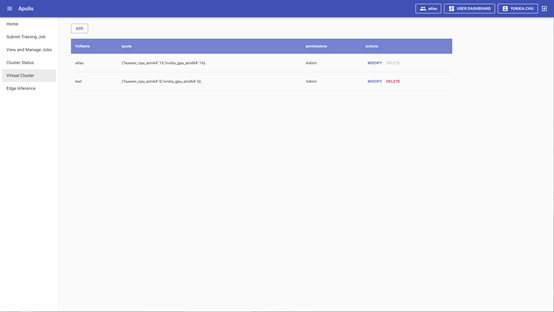 Apulis
atlas
USER DASHBOARD
YUNXIA CHU
Home
Submit Training Job
View and Manage Jobs
Cluster Status
Virtual Cluster
Edge Inference
ADD
VcName quota permissions actions
atlas {"huawei_npu_arm64":16,"nvidia_gpu_amd64":16} Admin MODIFY DELETE
test {"huawei_npu_arm64":0,"nvidia_gpu_amd64":0} Admin MODIFY DELETE